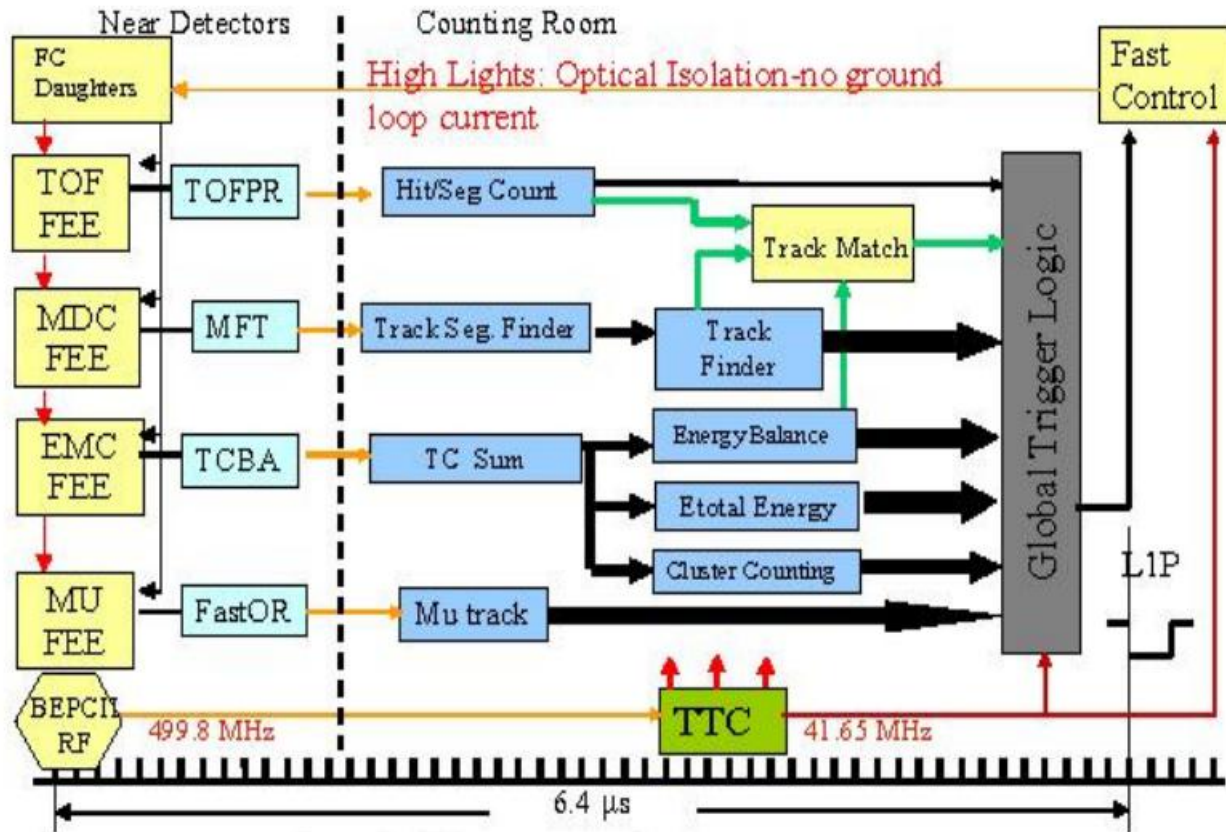 Near Detectors
Counting Room
FC
Daughters
High Lights: Optical Isolation-no ground
loop current
Fast
Control
TOF
FEE
TOFPR
Hit/Seg Count
Track Match
MDC
FEE
MFT
Track Seg. Finder
Track
Finder
Global Trigger Logic
EMC
FEE
TCBA
TC Sum
Energy Balance
Etotal Energy
Cluster Counting
L1P
MU
FEE
FastOR
Mu track
BEPCII
RF
499.8 MHz
TTC
41.65 MHz
6.4 μs